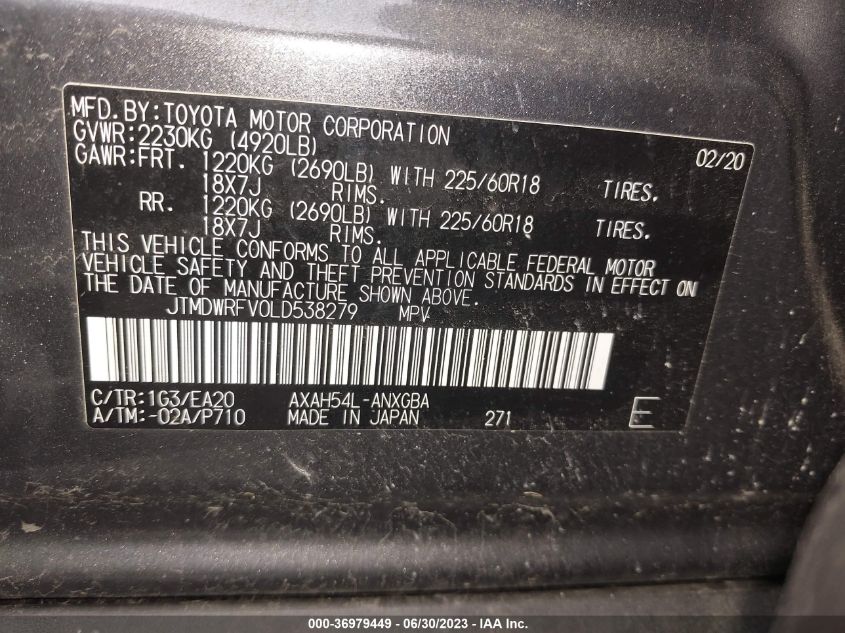 MFD. BY: TOYOTA MOTOR CORPORATION 02/20
GVWR: 2230KG (4920LB)
GAWR: FRT. 1220KG (2690LB) WITH 225/60R18 TIRES.
18X7J RIMS.
RR. 1220KG (2690LB) WITH 225/60R18 TIRES.
18X7J RIMS.
THIS VEHICLE CONFORMS TO ALL APPLICABLE FEDERAL MOTOR
VEHICLE SAFETY AND THEFT PREVENTION STANDARDS IN EFFECT ON
THE DATE OF MANUFACTURE SHOWN ABOVE.
JTMDWRFV0LD538279 MPV
C/TR: 1G3/EA20 AXAH54L-ANXGBA
A/TM: -02A/P710 MADE IN JAPAN 271 E
000-36979449 - 06/30/2023 - IAA Inc.